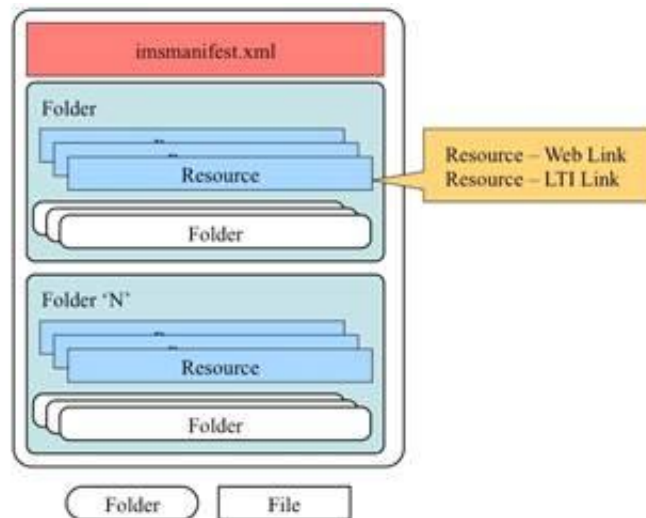 imsmanifest.xml
Folder
Resource
Resource – Web Link
Resource – LTI Link
Folder
Folder ‘N’
Resource
Folder
Folder
File